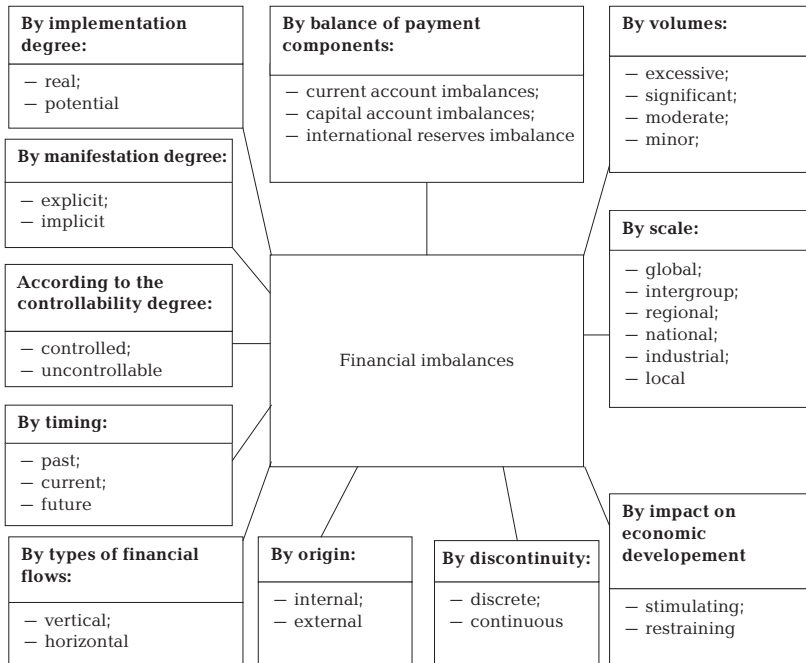 By implementation
degree:
— real;
— potential
By balance of payment
components:
— current account imbalances;
— capital account imbalances;
— international reserves imbalance
By volumes:
— excessive;
— significant;
— moderate;
— minor;
By manifestation degree:
— explicit;
— implicit
By scale:
— global;
— intergroup;
— regional;
— national;
— industrial;
— local
According to the
controllability degree:
— controlled;
— uncontrollable
Financial imbalances
By timing:
— past;
— current;
— future
By types of financial
flows:
— vertical;
— horizontal
By origin:
— internal;
— external
By discontinuity:
— discrete;
— continuous
By impact on
economic
developement
— stimulating;
— restraining